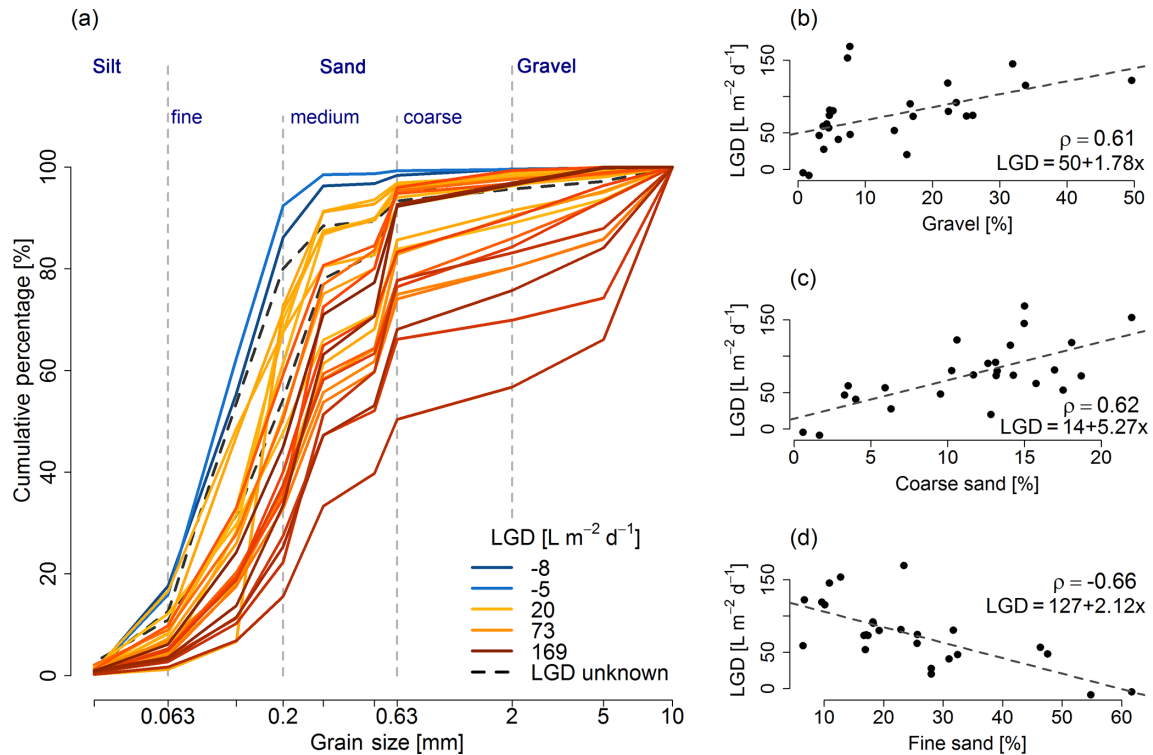 (a)
Silt Sand Gravel
fine medium coarse
Cumulative percentage [%]
100
80
60
40
20
0
LGD [L m⁻² d⁻¹]
-8
-5
20
73
169
LGD unknown
0.063 0.2 0.63 2 5 10
Grain size [mm]
(b)
LGD [L m⁻² d⁻¹]
150
50
0
ρ = 0.61
LGD = 50+1.78x
0 10 20 30 40 50
Gravel [%]
(c)
LGD [L m⁻² d⁻¹]
150
50
0
ρ = 0.62
LGD = 14+5.27x
0 5 10 15 20
Coarse sand [%]
(d)
LGD [L m⁻² d⁻¹]
150
50
0
ρ = -0.66
LGD = 127+2.12x
10 20 30 40 50 60
Fine sand [%]